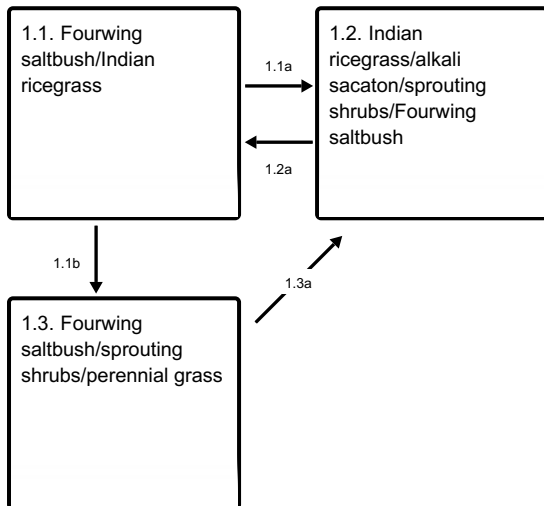 1.1. Fourwing
saltbush/Indian
ricegrass
1.1a
1.2. Indian
ricegrass/alkali
sacaton/sprouting
shrubs/Fourwing
saltbush
1.2a
1.1b
1.3a
1.3. Fourwing
saltbush/sprouting
shrubs/perennial grass